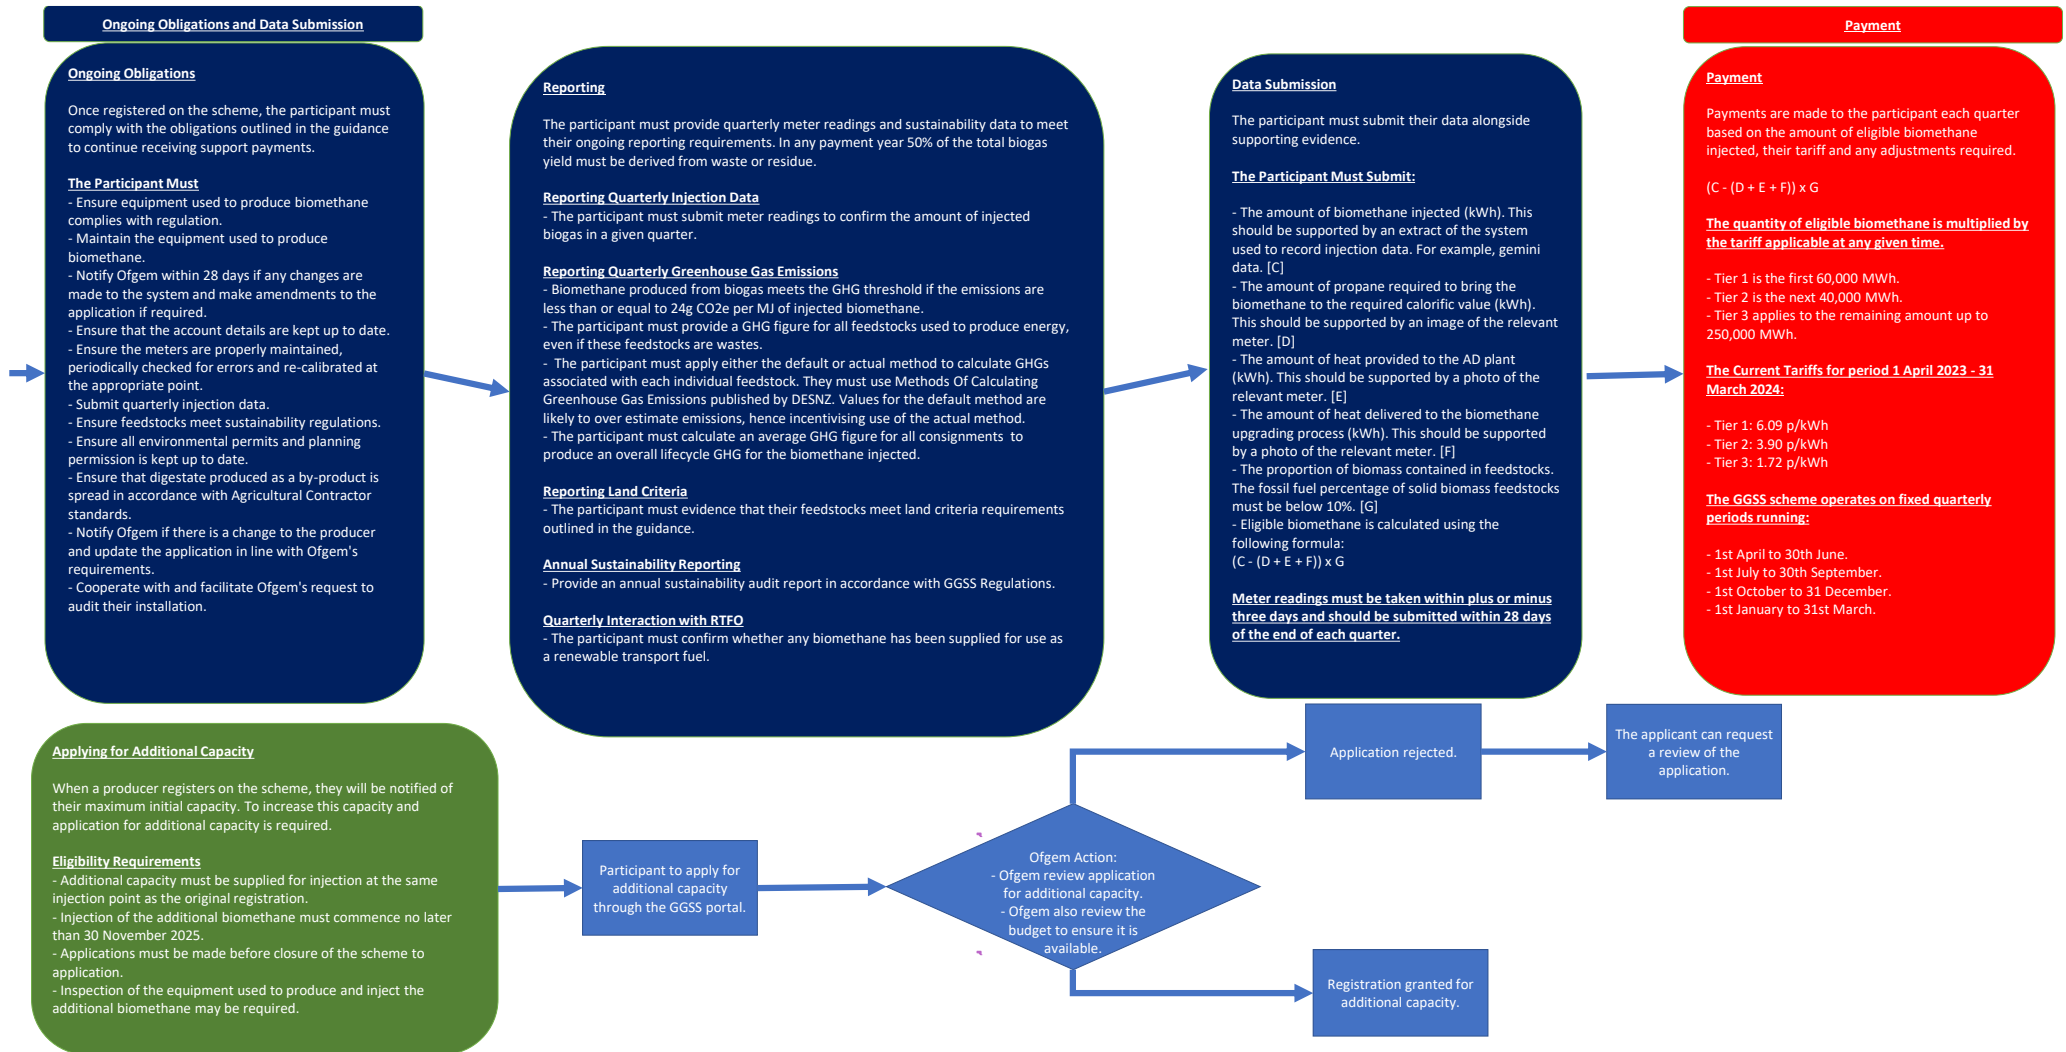 Ongoing Obligations and Data Submission
Ongoing Obligations
Once registered on the scheme, the participant must
comply with the obligations outlined in the guidance
to continue receiving support payments.
The Participant Must
- Ensure equipment used to produce biomethane
complies with regulation.
- Maintain the equipment used to produce
biomethane.
- Notify Ofgem within 28 days if any changes are
made to the system and make amendments to the
application if required.
- Ensure that the account details are kept up to date.
- Ensure the meters are properly maintained,
periodically checked for errors and re-calibrated at
the appropriate point.
- Submit quarterly injection data.
- Ensure feedstocks meet sustainability regulations.
- Ensure all environmental permits and planning
permission is kept up to date.
- Ensure that digestate produced as a by-product is
spread in accordance with Agricultural Contractor
standards.
- Notify Ofgem if there is a change to the producer
and update the application in line with Ofgem's
requirements.
- Cooperate with and facilitate Ofgem's request to
audit their installation.
Reporting
The participant must provide quarterly meter readings and sustainability data to meet
their ongoing reporting requirements. In any payment year 50% of the total biogas
yield must be derived from waste or residue.
Reporting Quarterly Injection Data
- The participant must submit meter readings to confirm the amount of injected
biogas in a given quarter.
Reporting Quarterly Greenhouse Gas Emissions
- Biomethane produced from biogas meets the GHG threshold if the emissions are
less than or equal to 24g CO2e per MJ of injected biomethane.
- The participant must provide a GHG figure for all feedstocks used to produce energy,
even if these feedstocks are wastes.
- The participant must apply either the default or actual method to calculate GHGs
associated with each individual feedstock. They must use Methods Of Calculating
Greenhouse Gas Emissions published by DESNZ. Values for the default method are
likely to over estimate emissions, hence incentivising use of the actual method.
- The participant must calculate an average GHG figure for all consignments to
produce an overall lifecycle GHG for the biomethane injected.
Reporting Land Criteria
- The participant must evidence that their feedstocks meet land criteria requirements
outlined in the guidance.
Annual Sustainability Reporting
- Provide an annual sustainability audit report in accordance with GGSS Regulations.
Quarterly Interaction with RTFO
- The participant must confirm whether any biomethane has been supplied for use as
a renewable transport fuel.
Data Submission
The participant must submit their data alongside
supporting evidence.
The Participant Must Submit:
- The amount of biomethane injected (kWh). This
should be supported by an extract of the system
used to record injection data. For example, gemini
data. [C]
- The amount of propane required to bring the
biomethane to the required calorific value (kWh).
This should be supported by an image of the relevant
meter. [D]
- The amount of heat provided to the AD plant
(kWh). This should be supported by a photo of the
relevant meter. [E]
- The amount of heat delivered to the biomethane
upgrading process (kWh). This should be supported
by a photo of the relevant meter. [F]
- The proportion of biomass contained in feedstocks.
The fossil fuel percentage of solid biomass feedstocks
must be below 10%. [G]
- Eligible biomethane is calculated using the
following formula:
(C - (D + E + F)) x G
Meter readings must be taken within plus or minus
three days and should be submitted within 28 days
of the end of each quarter.
Payment
Payment
Payments are made to the participant each quarter
based on the amount of eligible biomethane
injected, their tariff and any adjustments required.
(C - (D + E + F)) x G
The quantity of eligible biomethane is multiplied by
the tariff applicable at any given time.
- Tier 1 is the first 60,000 MWh.
- Tier 2 is the next 40,000 MWh.
- Tier 3 applies to the remaining amount up to
250,000 MWh.
The Current Tariffs for period 1 April 2023 - 31
March 2024:
- Tier 1: 6.09 p/kWh
- Tier 2: 3.90 p/kWh
- Tier 3: 1.72 p/kWh
The GGSS scheme operates on fixed quarterly
periods running:
- 1st April to 30th June.
- 1st July to 30th September.
- 1st October to 31 December.
- 1st January to 31st March.
Applying for Additional Capacity
When a producer registers on the scheme, they will be notified of
their maximum initial capacity. To increase this capacity and
application for additional capacity is required.
Eligibility Requirements
- Additional capacity must be supplied for injection at the same
injection point as the original registration.
- Injection of the additional biomethane must commence no later
than 30 November 2025.
- Applications must be made before closure of the scheme to
application.
- Inspection of the equipment used to produce and inject the
additional biomethane may be required.
Participant to apply for
additional capacity
through the GGSS portal.
Ofgem Action:
- Ofgem review application
for additional capacity.
- Ofgem also review the
budget to ensure it is
available.
Application rejected.
The applicant can request
a review of the
application.
Registration granted for
additional capacity.